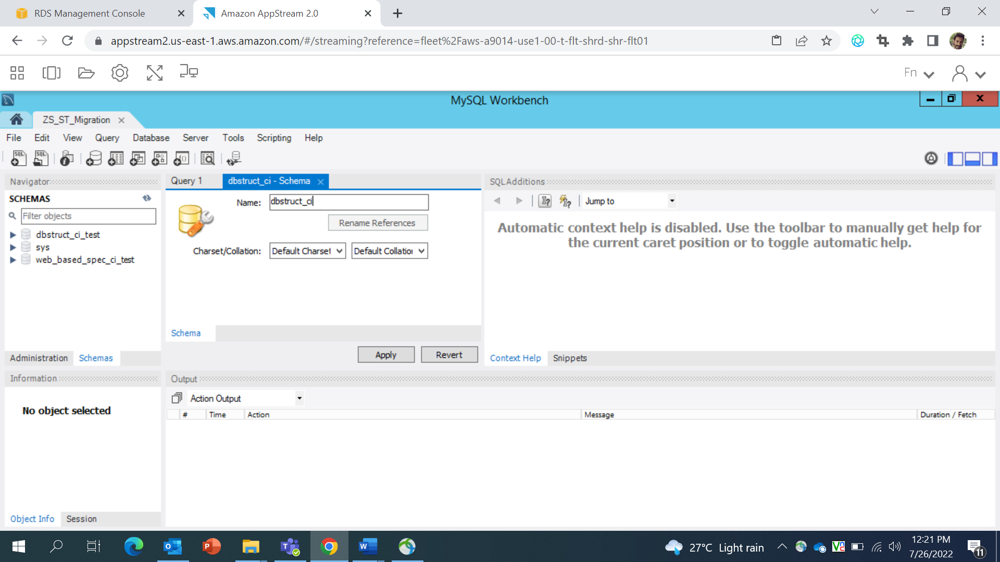 RDS Management Console
Amazon AppStream 2.0
appstream2.us-east-1.aws.amazon.com/#/streaming?reference=fleet%2Faws-a9014-use1-00-t-flt-shrd-shr-flt01
Fn
MySQL Workbench
ZS_ST_Migration
File Edit View Query Database Server Tools Scripting Help
Navigator
SCHEMAS
Filter objects
dbstruct_ci_test
sys
web_based_spec_ci_test
Administration Schemas
Query 1
dbstruct_ci - Schema
Name: dbstruct_ci
Rename References
Charset/Collation: Default Charset Default Collation
Schema
Apply Revert
SQLAdditions
Jump to
Automatic context help is disabled. Use the toolbar to manually get help for
the current caret position or to toggle automatic help.
Context Help Snippets
Information
No object selected
Object Info Session
Output
Action Output
# Time Action Message Duration / Fetch
27°C Light rain
12:21 PM
7/26/2022
11